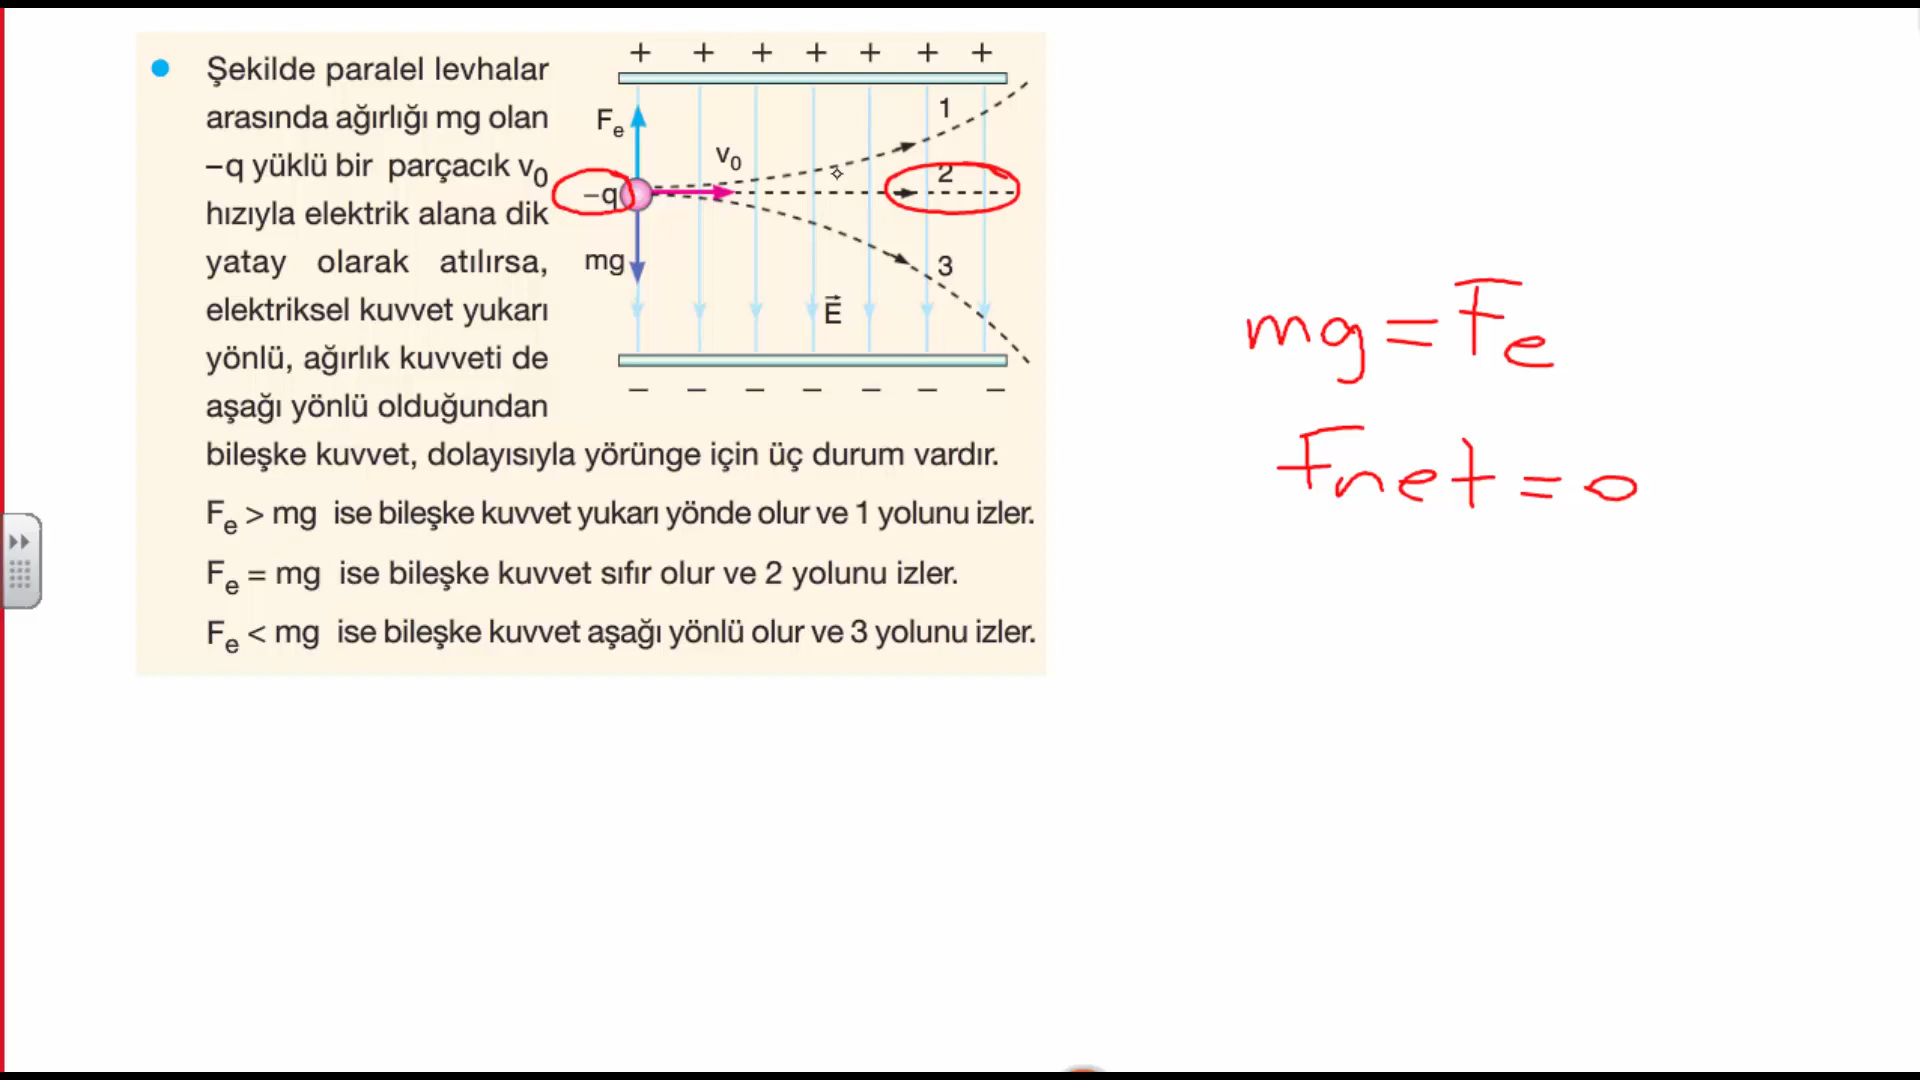 Şekilde paralel levhalar
arasında ağırlığı mg olan
–q yüklü bir parçacık v0
hızıyla elektrik alana dik
yatay olarak atılırsa,
elektriksel kuvvet yukarı
yönlü, ağırlık kuvveti de
aşağı yönlü olduğundan
bileşke kuvvet, dolayısıyla yörünge için üç durum vardır.
Fe > mg ise bileşke kuvvet yukarı yönde olur ve 1 yolunu izler.
Fe = mg ise bileşke kuvvet sıfır olur ve 2 yolunu izler.
Fe < mg ise bileşke kuvvet aşağı yönlü olur ve 3 yolunu izler.
+ + + + + + +
Fe
1
v0
2
–q
mg
3
E
– – – – – – –
mg = Fe
Fnet = 0